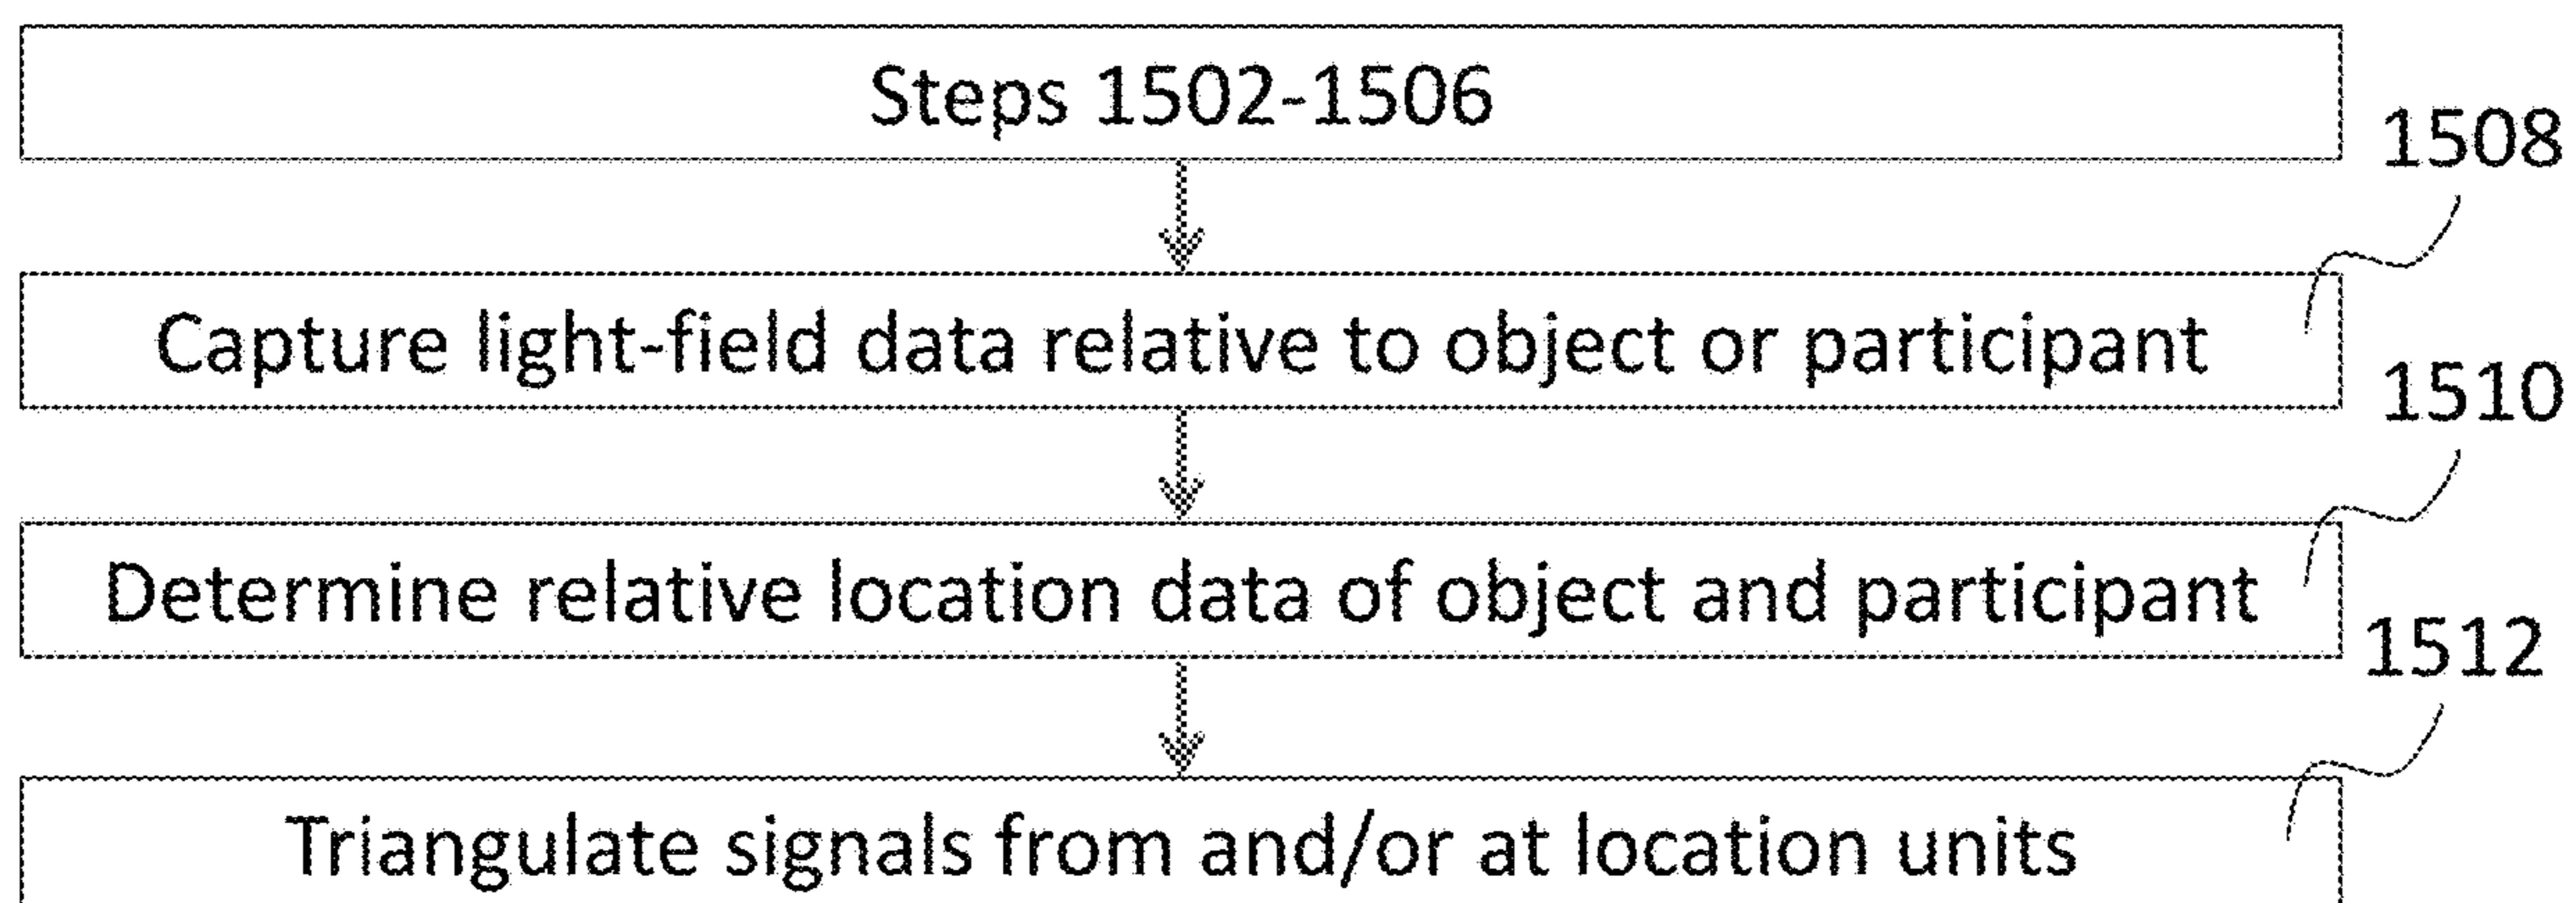 Steps 1502-1506
1508
Capture light-field data relative to object or participant
1510
Determine relative location data of object and participant
1512
Triangulate signals from and/or at location units